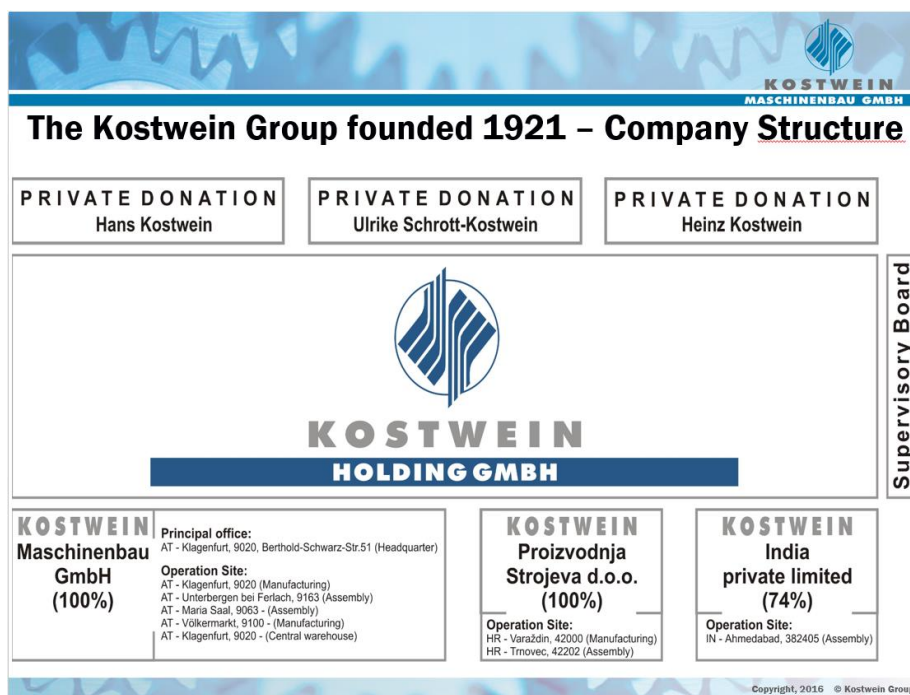 KOSTWEIN
MASCHINENBAU GMBH
The Kostwein Group founded 1921 – Company Structure
PRIVATE DONATION
Hans Kostwein
PRIVATE DONATION
Ulrike Schrott-Kostwein
PRIVATE DONATION
Heinz Kostwein
KOSTWEIN
HOLDING GMBH
Supervisory Board
KOSTWEIN
Maschinenbau
GmbH
(100%)
Principal office:
AT - Klagenfurt, 9020, Berthold-Schwarz-Str.51 (Headquarter)
Operation Site:
AT - Klagenfurt, 9020 (Manufacturing)
AT - Unterbergen bei Ferlach, 9163 (Assembly)
AT - Maria Saal, 9063 - (Assembly)
AT - Völkermarkt, 9100 - (Manufacturing)
AT - Klagenfurt, 9020 - (Central warehouse)
KOSTWEIN
Proizvodnja
Strojeva d.o.o.
(100%)
Operation Site:
HR - Varaždin, 42000 (Manufacturing)
HR - Trnovec, 42202 (Assembly)
KOSTWEIN
India
private limited
(74%)
Operation Site:
IN - Ahmedabad, 382405 (Assembly)
Copyright, 2016 © Kostwein Grou